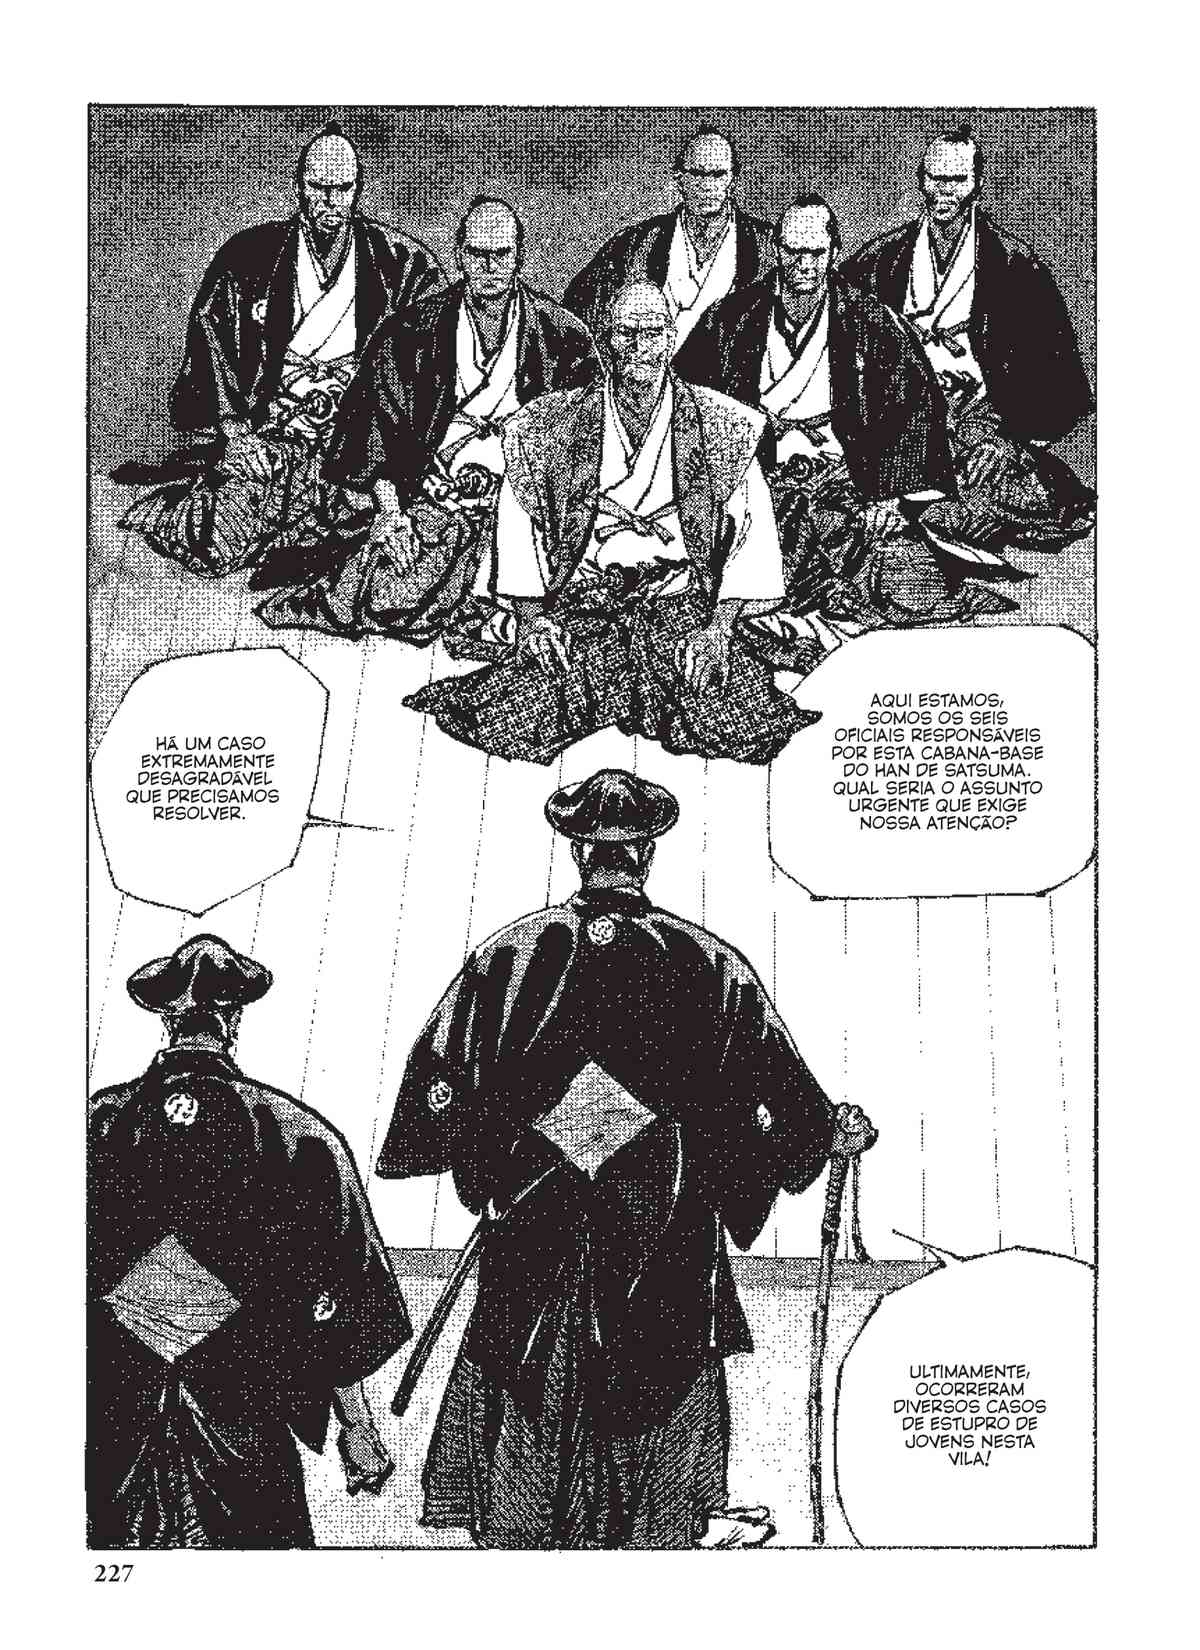 AQUI ESTAMOS,
SOMOS OS SEIS
OFICIAIS RESPONSÁVEIS
POR ESTA CABANA-BASE
DO HAN DE SATSUMA.
QUAL SERIA O ASSUNTO
URGENTE QUE EXIGE
NOSSA ATENÇÃO?
HÁ UM CASO
EXTREMAMENTE
DESAGRADÁVEL
QUE PRECISAMOS
RESOLVER.
ULTIMAMENTE,
OCORRERAM
DIVERSOS CASOS
DE ESTUPRO DE
JOVENS NESTA
VILA!
227